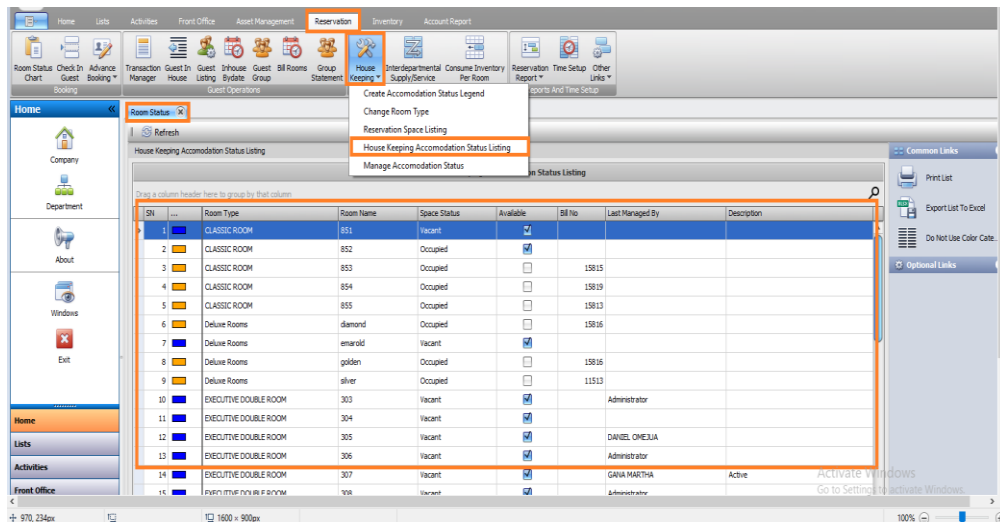 Home Lists Activities Front Office Asset Management Reservation Inventory Account Report
Room Status Check In Advance Transaction Guest In Guest Inhouse Guest Bill Rooms Group House Interdepartmental Consume Inventory Reservation Time Setup Other
Chart Guest Booking Manager House Listing Bydate Group Statement Keeping Supply/Service Per Room Report Links
Booking Guest Operations eports And Time Setup
Create Accomodation Status Legend
Change Room Type
Reservation Space Listing
House Keeping Accomodation Status Listing
Manage Accomodation Status
Home «
Company
Department
About
Windows
Exit
Home
Lists
Activities
Front Office
Room Status X
Refresh
House Keeping Accomodation Status Listing
on Status Listing
Drag a column header here to group by that column
SN ... Room Type Room Name Space Status Available Bill No Last Managed By Description
1 CLASSIC ROOM 851 Vacant
2 CLASSIC ROOM 852 Occupied
3 CLASSIC ROOM 853 Occupied 15815
4 CLASSIC ROOM 854 Occupied 15819
5 CLASSIC ROOM 855 Occupied 15813
6 Deluxe Rooms diamond Occupied 15816
7 Deluxe Rooms emarold Vacant
8 Deluxe Rooms golden Occupied 15816
9 Deluxe Rooms silver Occupied 11513
10 EXECUTIVE DOUBLE ROOM 303 Vacant Administrator
11 EXECUTIVE DOUBLE ROOM 304 Vacant
12 EXECUTIVE DOUBLE ROOM 305 Vacant DANIEL OMEJUA
13 EXECUTIVE DOUBLE ROOM 306 Vacant Administrator
14 EXECUTIVE DOUBLE ROOM 307 Vacant GANA MARTHA Active
15 EXECUTIVE DOUBLE ROOM 308 Vacant Administrator
Common Links
Print List
Export List To Excel
Do Not Use Color Cate..
Optional Links
Activate Windows
Go to Settings to activate Windows.
970, 234px 1600 × 900px 100%